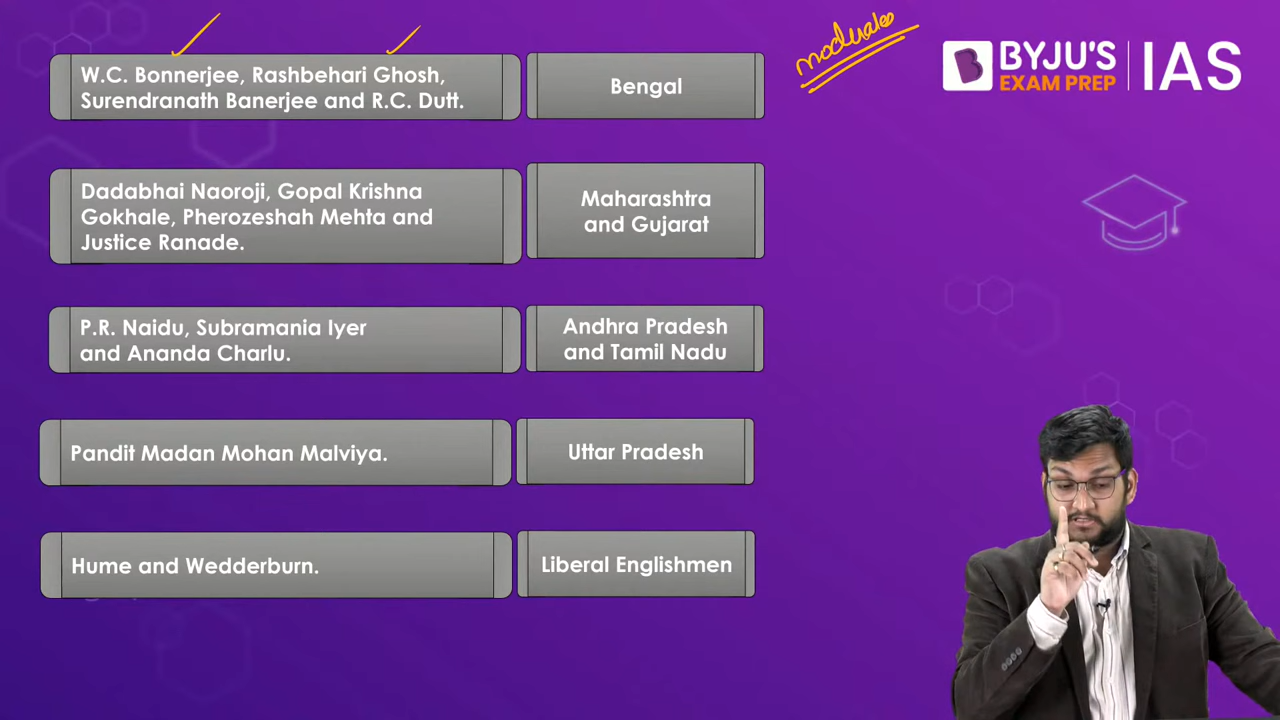 W.C. Bonnerjee, Rashbehari Ghosh,
Surendranath Banerjee and R.C. Dutt.
Bengal
BYJU'S
EXAM PREP
IAS
Dadabhai Naoroji, Gopal Krishna
Gokhale, Pherozeshah Mehta and
Justice Ranade.
Maharashtra
and Gujarat
P.R. Naidu, Subramania Iyer
and Ananda Charlu.
Andhra Pradesh
and Tamil Nadu
Pandit Madan Mohan Malviya.
Uttar Pradesh
Hume and Wedderburn.
Liberal Englishmen